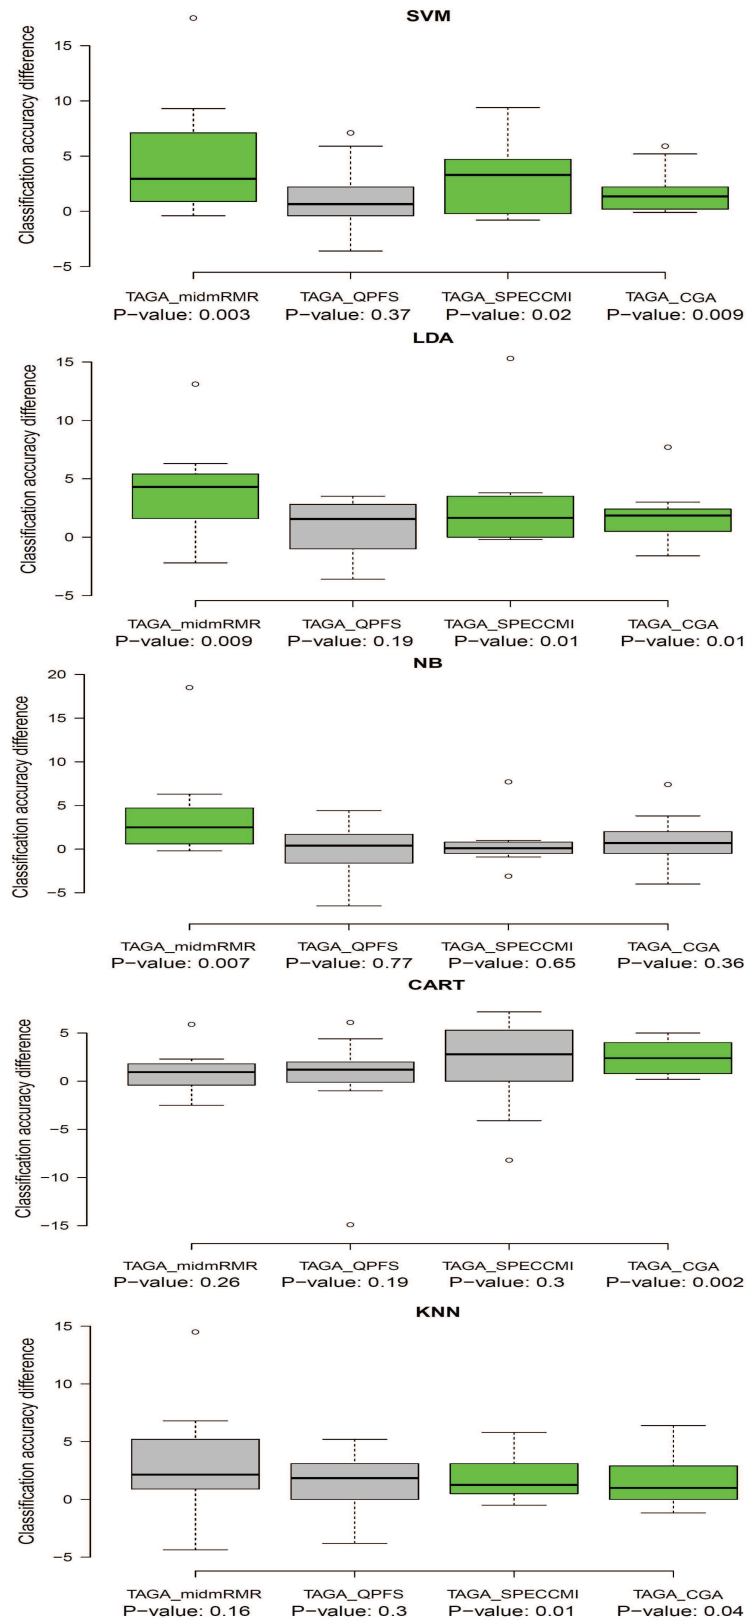 SVM
Classification accuracy difference
15
10
5
0
−5
TAGA_midmRMR TAGA_QPFS TAGA_SPECCMI TAGA_CGA
P−value: 0.003 P−value: 0.37 P−value: 0.02 P−value: 0.009
LDA
Classification accuracy difference
15
10
5
0
−5
TAGA_midmRMR TAGA_QPFS TAGA_SPECCMI TAGA_CGA
P−value: 0.009 P−value: 0.19 P−value: 0.01 P−value: 0.01
NB
Classification accuracy difference
20
15
10
5
0
−5
TAGA_midmRMR TAGA_QPFS TAGA_SPECCMI TAGA_CGA
P−value: 0.007 P−value: 0.77 P−value: 0.65 P−value: 0.36
CART
Classification accuracy difference
5
0
−5
−10
−15
TAGA_midmRMR TAGA_QPFS TAGA_SPECCMI TAGA_CGA
P−value: 0.26 P−value: 0.19 P−value: 0.3 P−value: 0.002
KNN
Classification accuracy difference
15
10
5
0
−5
TAGA_midmRMR TAGA_QPFS TAGA_SPECCMI TAGA_CGA
P−value: 0.16 P−value: 0.3 P−value: 0.01 P−value: 0.04